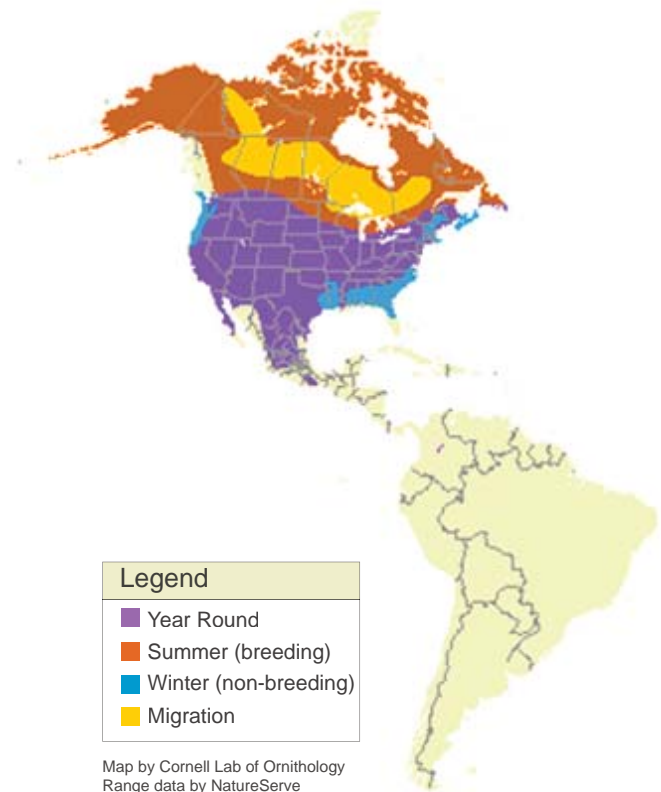 Legend
Year Round
Summer (breeding)
Winter (non-breeding)
Migration
Map by Cornell Lab of Ornithology
Range data by NatureServe